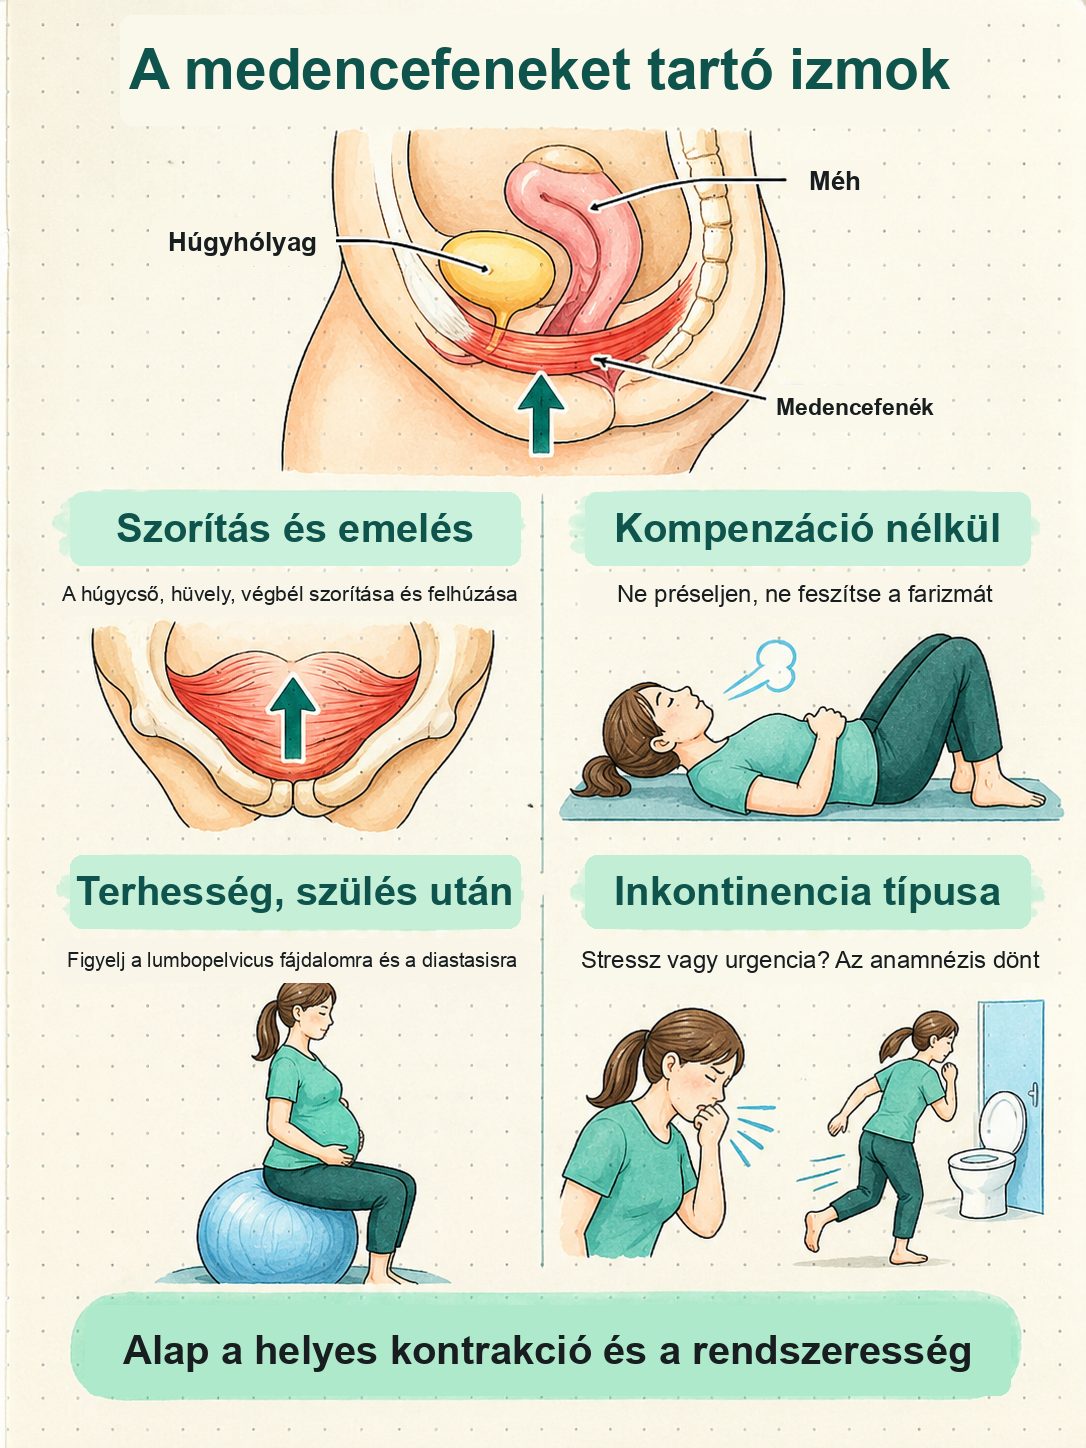 A medencefeneket tartó izmok
Méh
Húgyhólyag
Medencefenék
Szorítás és emelés
A húgycső, hüvely, végbél szorítása és felhúzása
Kompenzáció nélkül
Ne préseljen, ne feszítse a farizmát
Terhesség, szülés után
Figyelj a lumbopelvicus fájdalomra és a diastasisra
Inkontinencia típusa
Stressz vagy urgencia? Az anamnézis dönt
Alap a helyes kontrakció és a rendszeresség